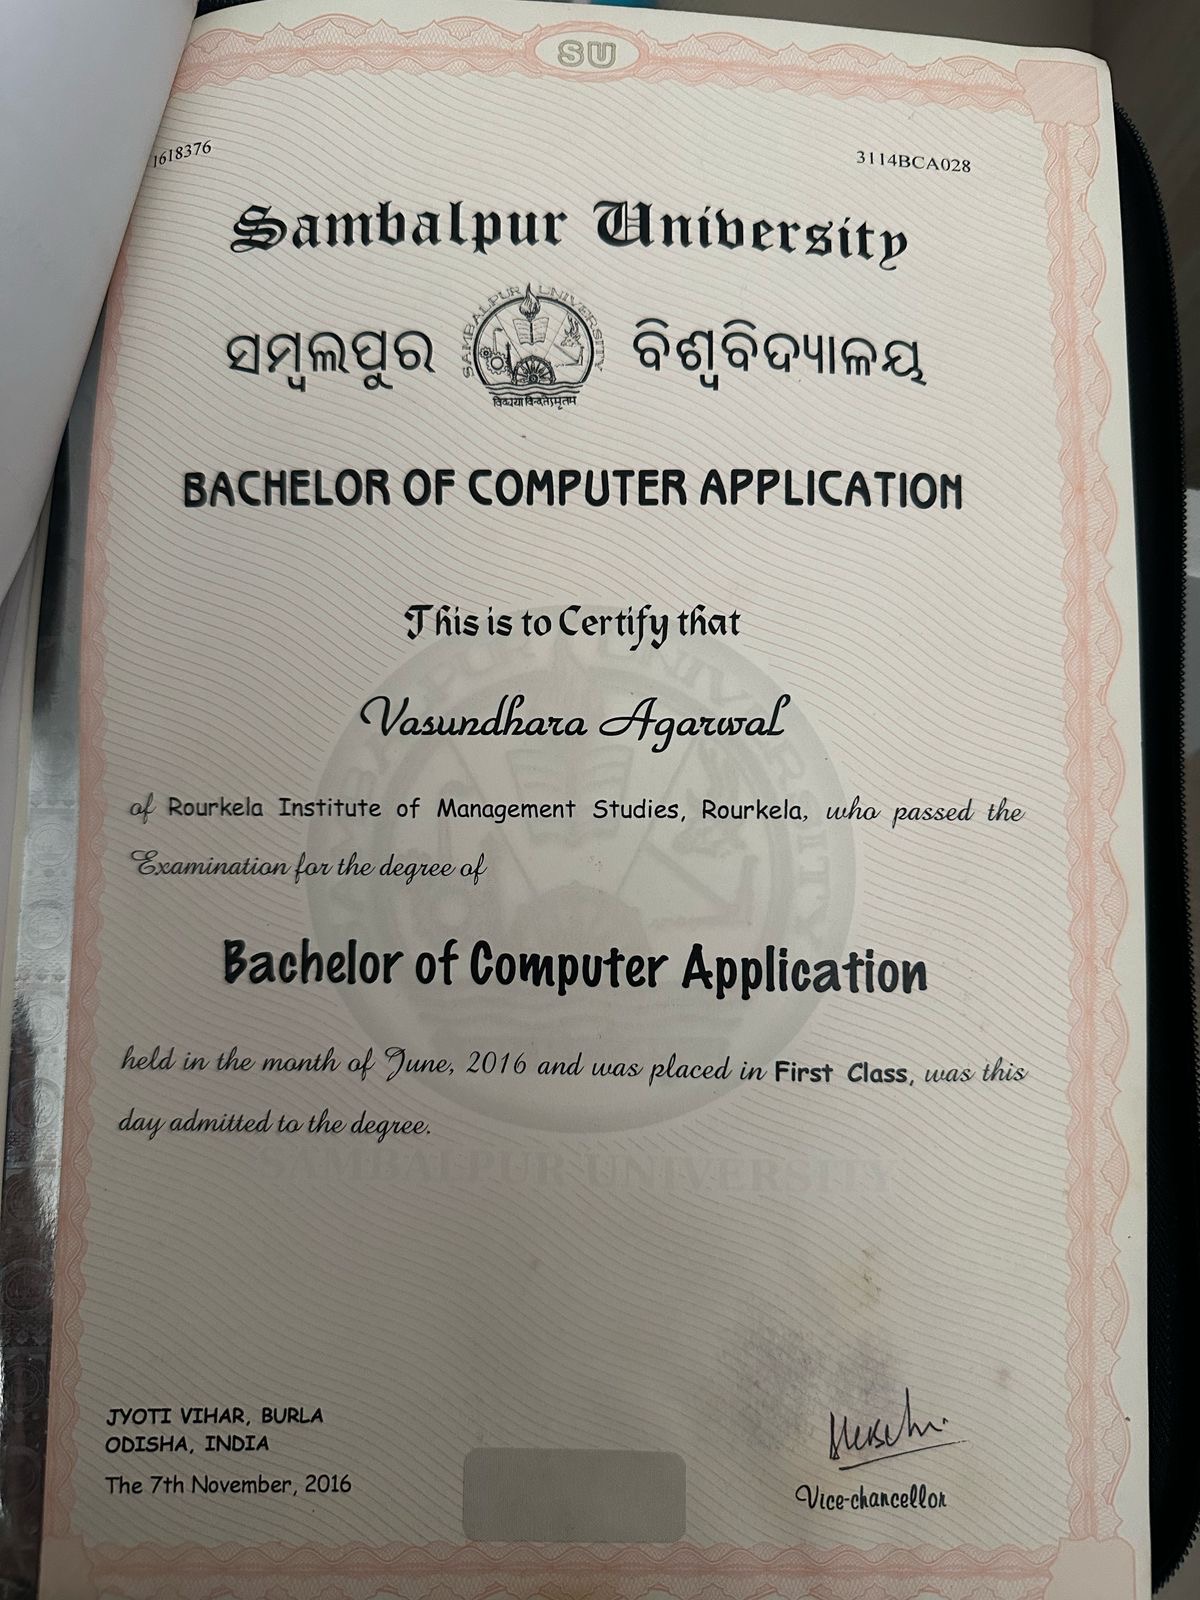 SU
1618376
3114BCA028
Sambalpur University
SAMBALPUR UNIVERSITY
ସମ୍ବଲପୁର ବିଶ୍ୱବିଦ୍ୟାଳୟ
BACHELOR OF COMPUTER APPLICATION
This is to Certify that
Vasundhara Agarwal
of Rourkela Institute of Management Studies, Rourkela, who passed the
Examination for the degree of
Bachelor of Computer Application
held in the month of June, 2016 and was placed in First Class, was this
day admitted to the degree.
SAMBALPUR UNIVERSITY
JYOTI VIHAR, BURLA
ODISHA, INDIA
The 7th November, 2016
Vice-chancellor